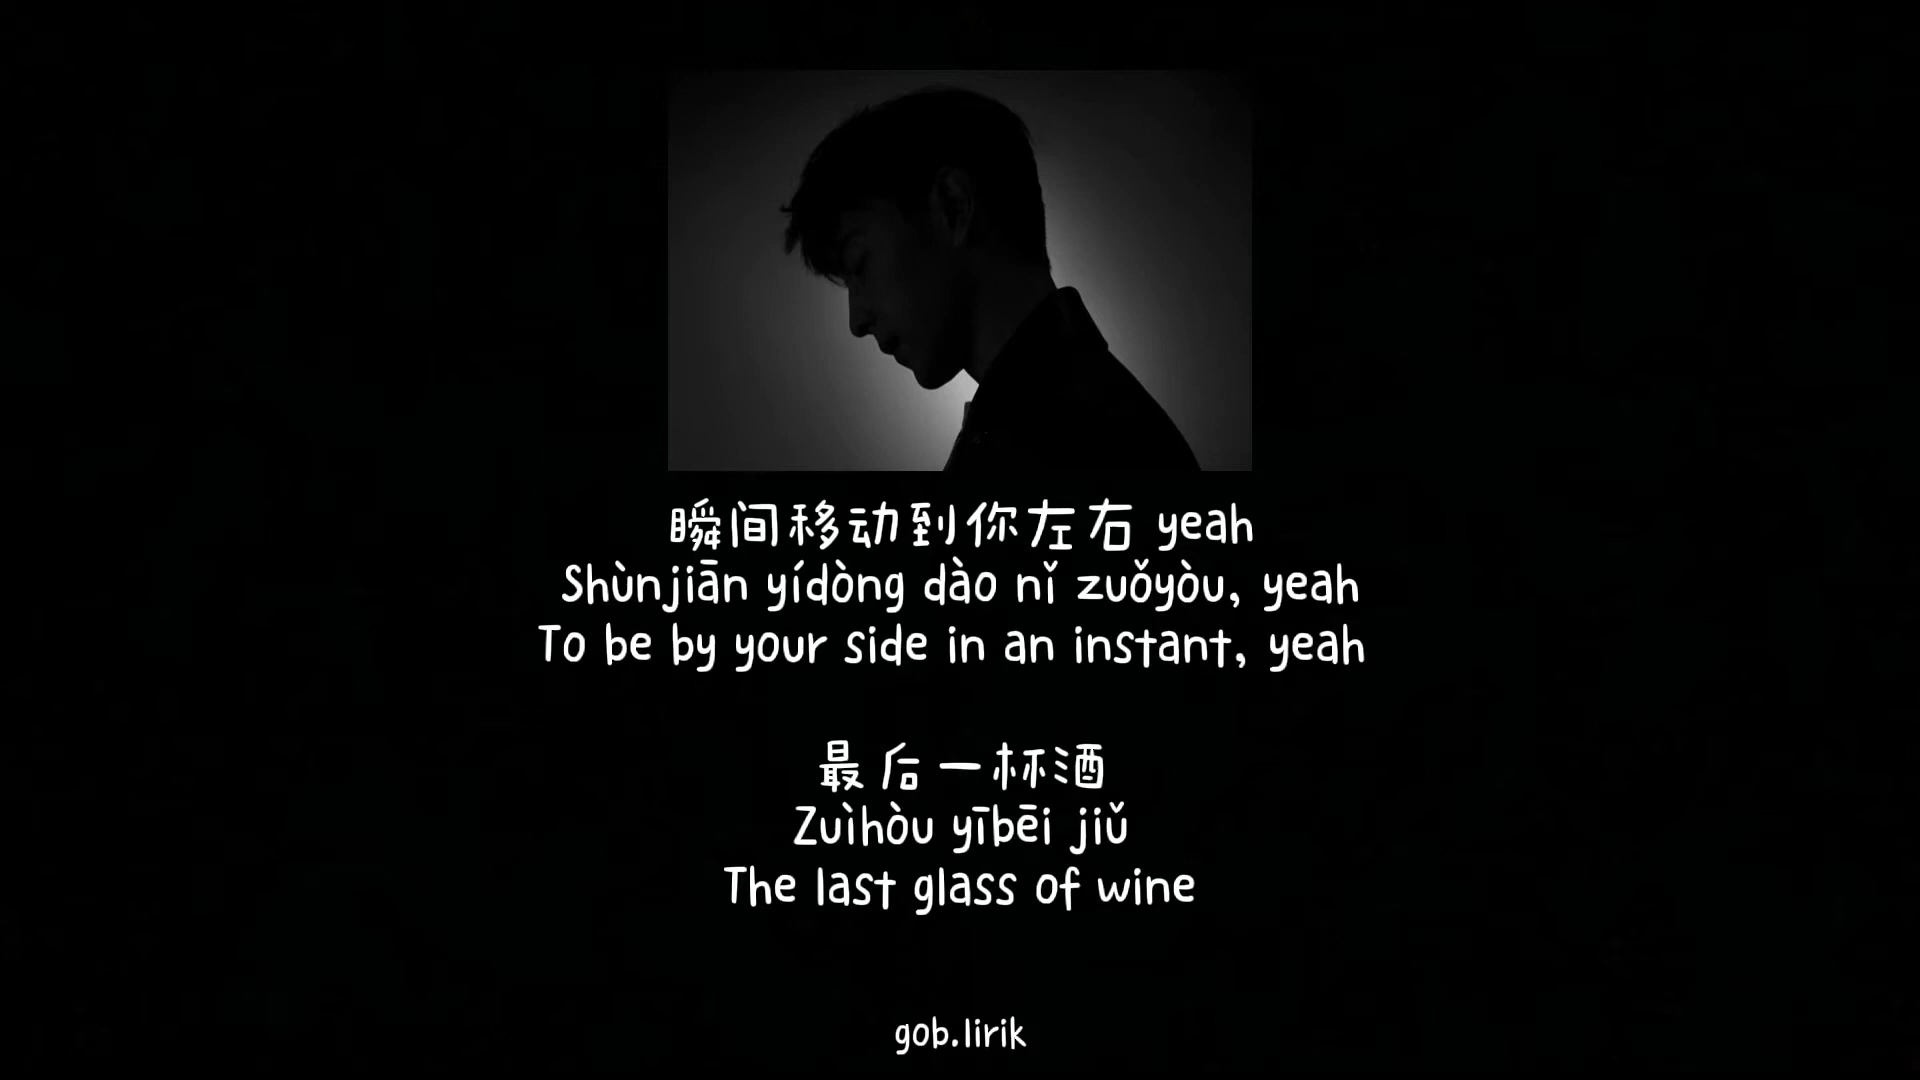 瞬间移动到你左右 yeah
Shùnjiān yídòng dào nǐ zuǒyòu, yeah
To be by your side in an instant, yeah
最后一杯酒
Zuìhòu yībēi jiǔ
The last glass of wine
gob.lirik